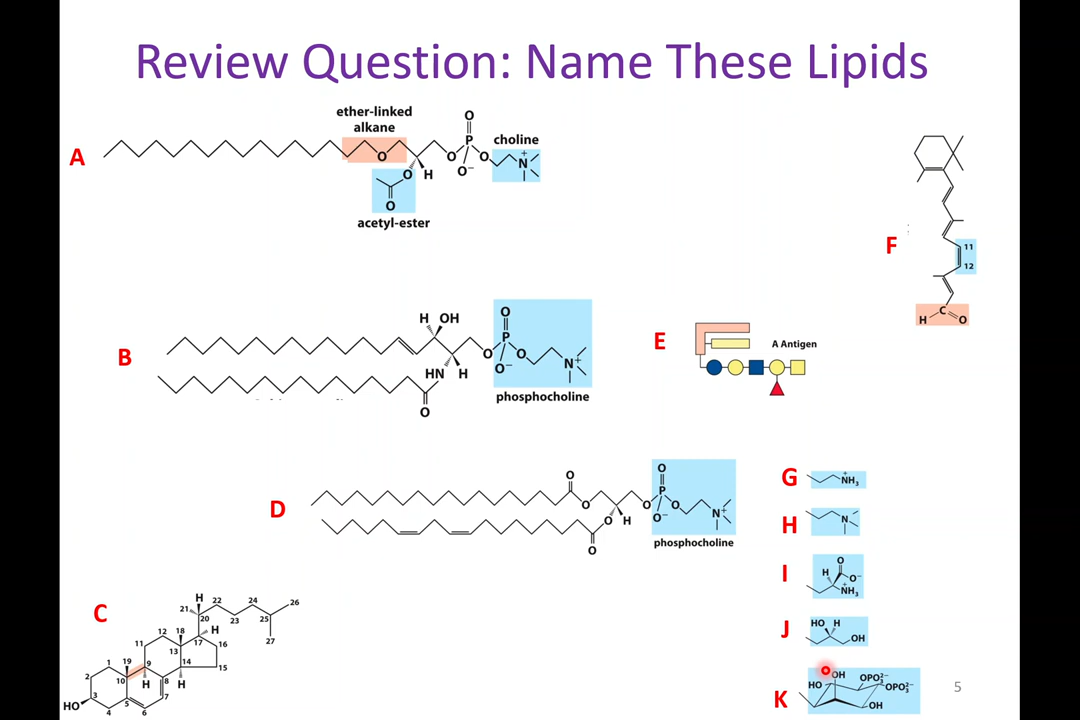 Review Question: Name These Lipids
ether-linked
alkane
A
O
P
O
O⁻
O
choline
N⁺
O
O
H
O
acetyl-ester
F
11
12
H
C
O
B
H OH
O
P
O
O⁻
O
N⁺
HN
H
O
phosphocholine
E
A Antigen
D
O
O
O
P
O
O⁻
O
N⁺
O
H
O
phosphocholine
G
⁺NH₃
H
N
I
H
O
O⁻
⁺NH₃
J
HO H
OH
K
OH
HO
OPO₃²⁻
OPO₃²⁻
OH
5
C
H
21
20
22
23
24
25
26
27
H
12
18
17
16
11
13
1
19
9
14
15
2
10
8
H
H
HO
3
5
7
4
6